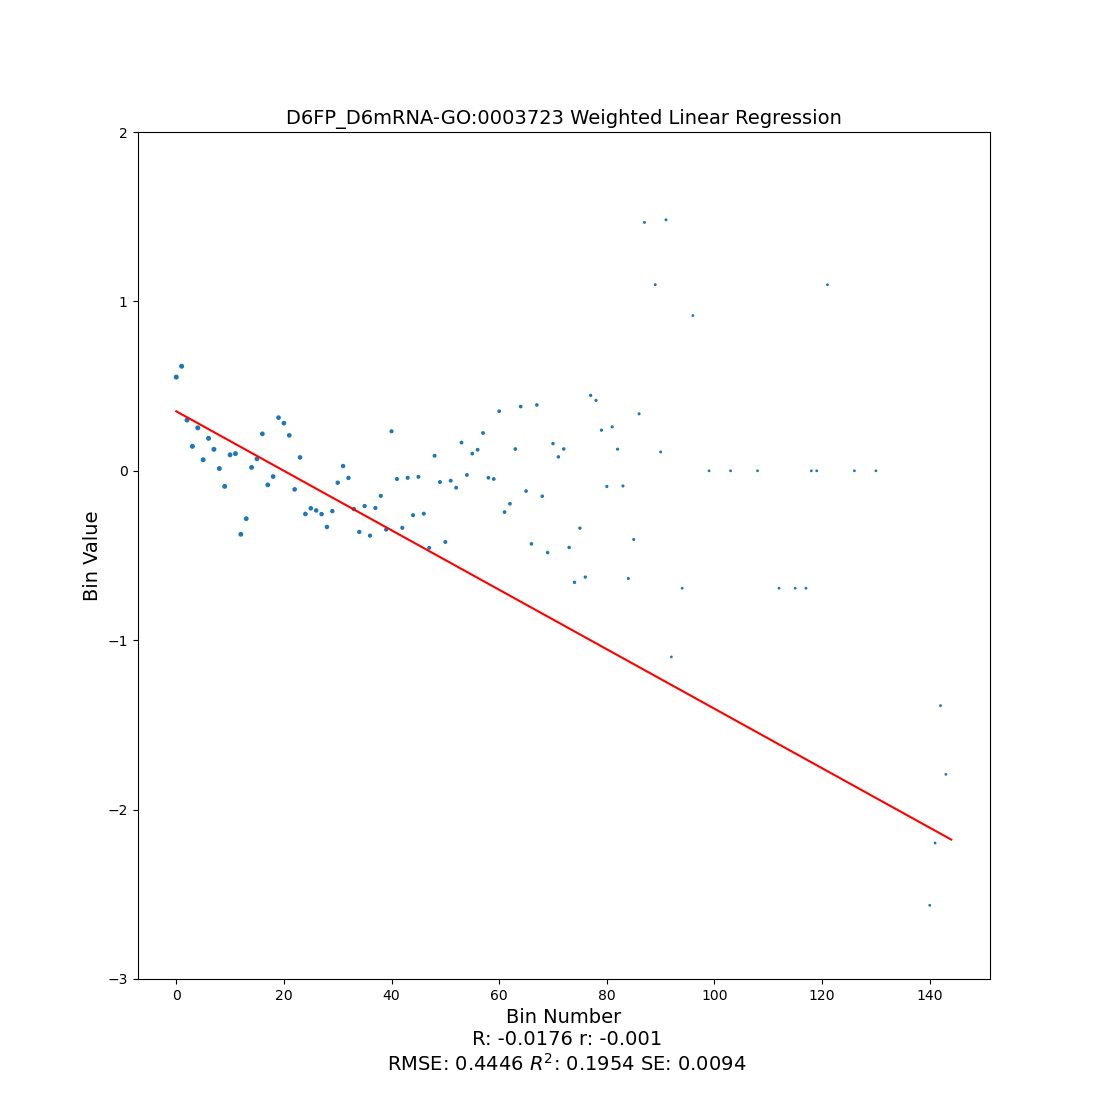 D6FP_D6mRNA-GO:0003723 Weighted Linear Regression
2
1
0
−1
−2
−3
Bin Value
0 20 40 60 80 100 120 140
Bin Number
R: -0.0176 r: -0.001
RMSE: 0.4446 R²: 0.1954 SE: 0.0094